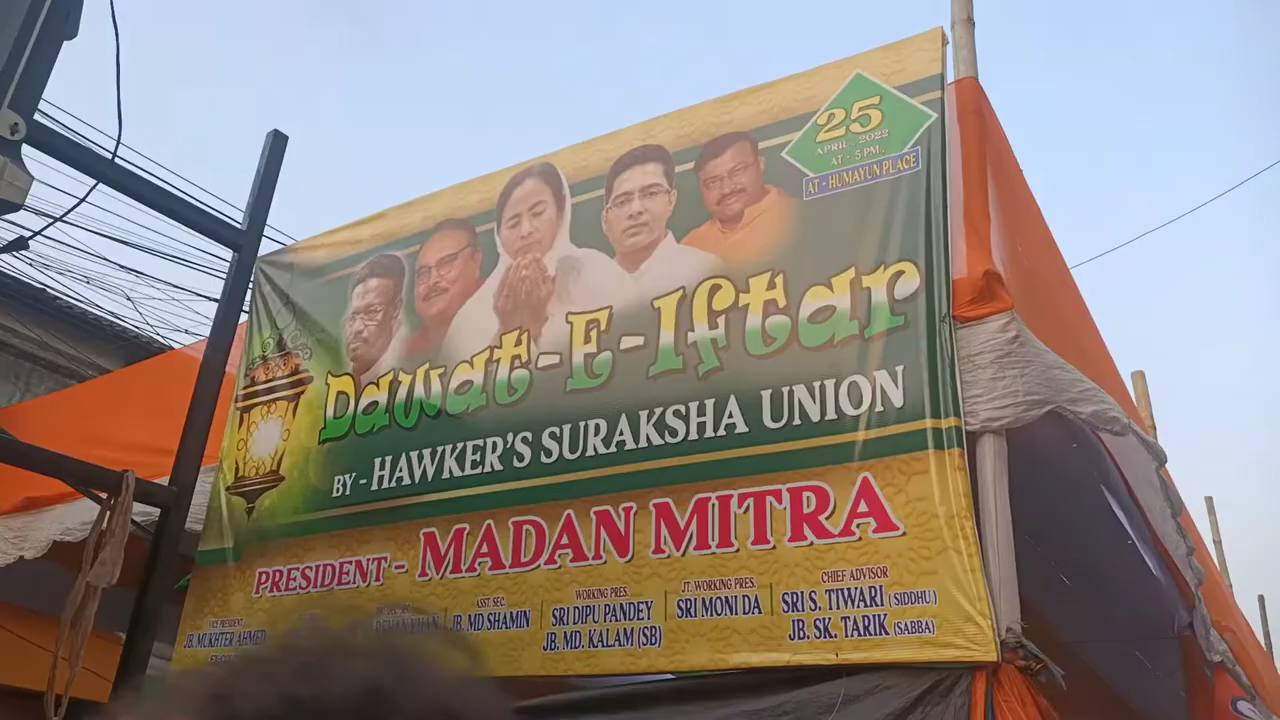 25
APRIL, 2022
AT - 5 PM.
AT - HUMAYUN PLACE
Dawat-E-Iftar
BY - HAWKER'S SURAKSHA UNION
PRESIDENT - MADAN MITRA
VICE PRESIDENT
JB. MUKHTER AHMED
KHAN
ASST. SEC.
JB. MD SHAMIN
WORKING PRES.
SRI DIPU PANDEY
JB. MD. KALAM (SB)
JT. WORKING PRES.
SRI MONI DA
CHIEF ADVISOR
SRI S. TIWARI (SIDDHU)
JB. SK. TARIK (SABBA)